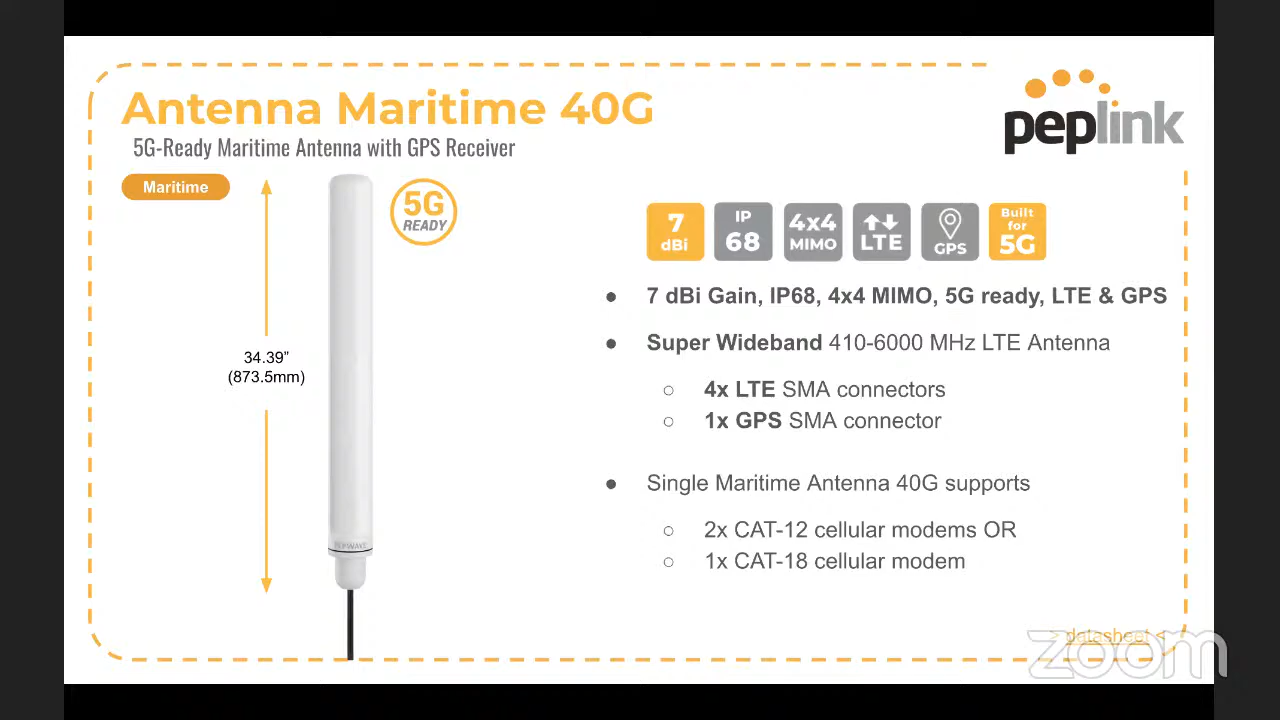 Antenna Maritime 40G
5G-Ready Maritime Antenna with GPS Receiver
Maritime
peplink
5G
READY
7
dBi
IP
68
4x4
MIMO
LTE
GPS
Built
for
5G
34.39”
(873.5mm)
● 7 dBi Gain, IP68, 4x4 MIMO, 5G ready, LTE & GPS
● Super Wideband 410-6000 MHz LTE Antenna
○ 4x LTE SMA connectors
○ 1x GPS SMA connector
● Single Maritime Antenna 40G supports
○ 2x CAT-12 cellular modems OR
○ 1x CAT-18 cellular modem
PEPWAVE
> datasheet <
zoom